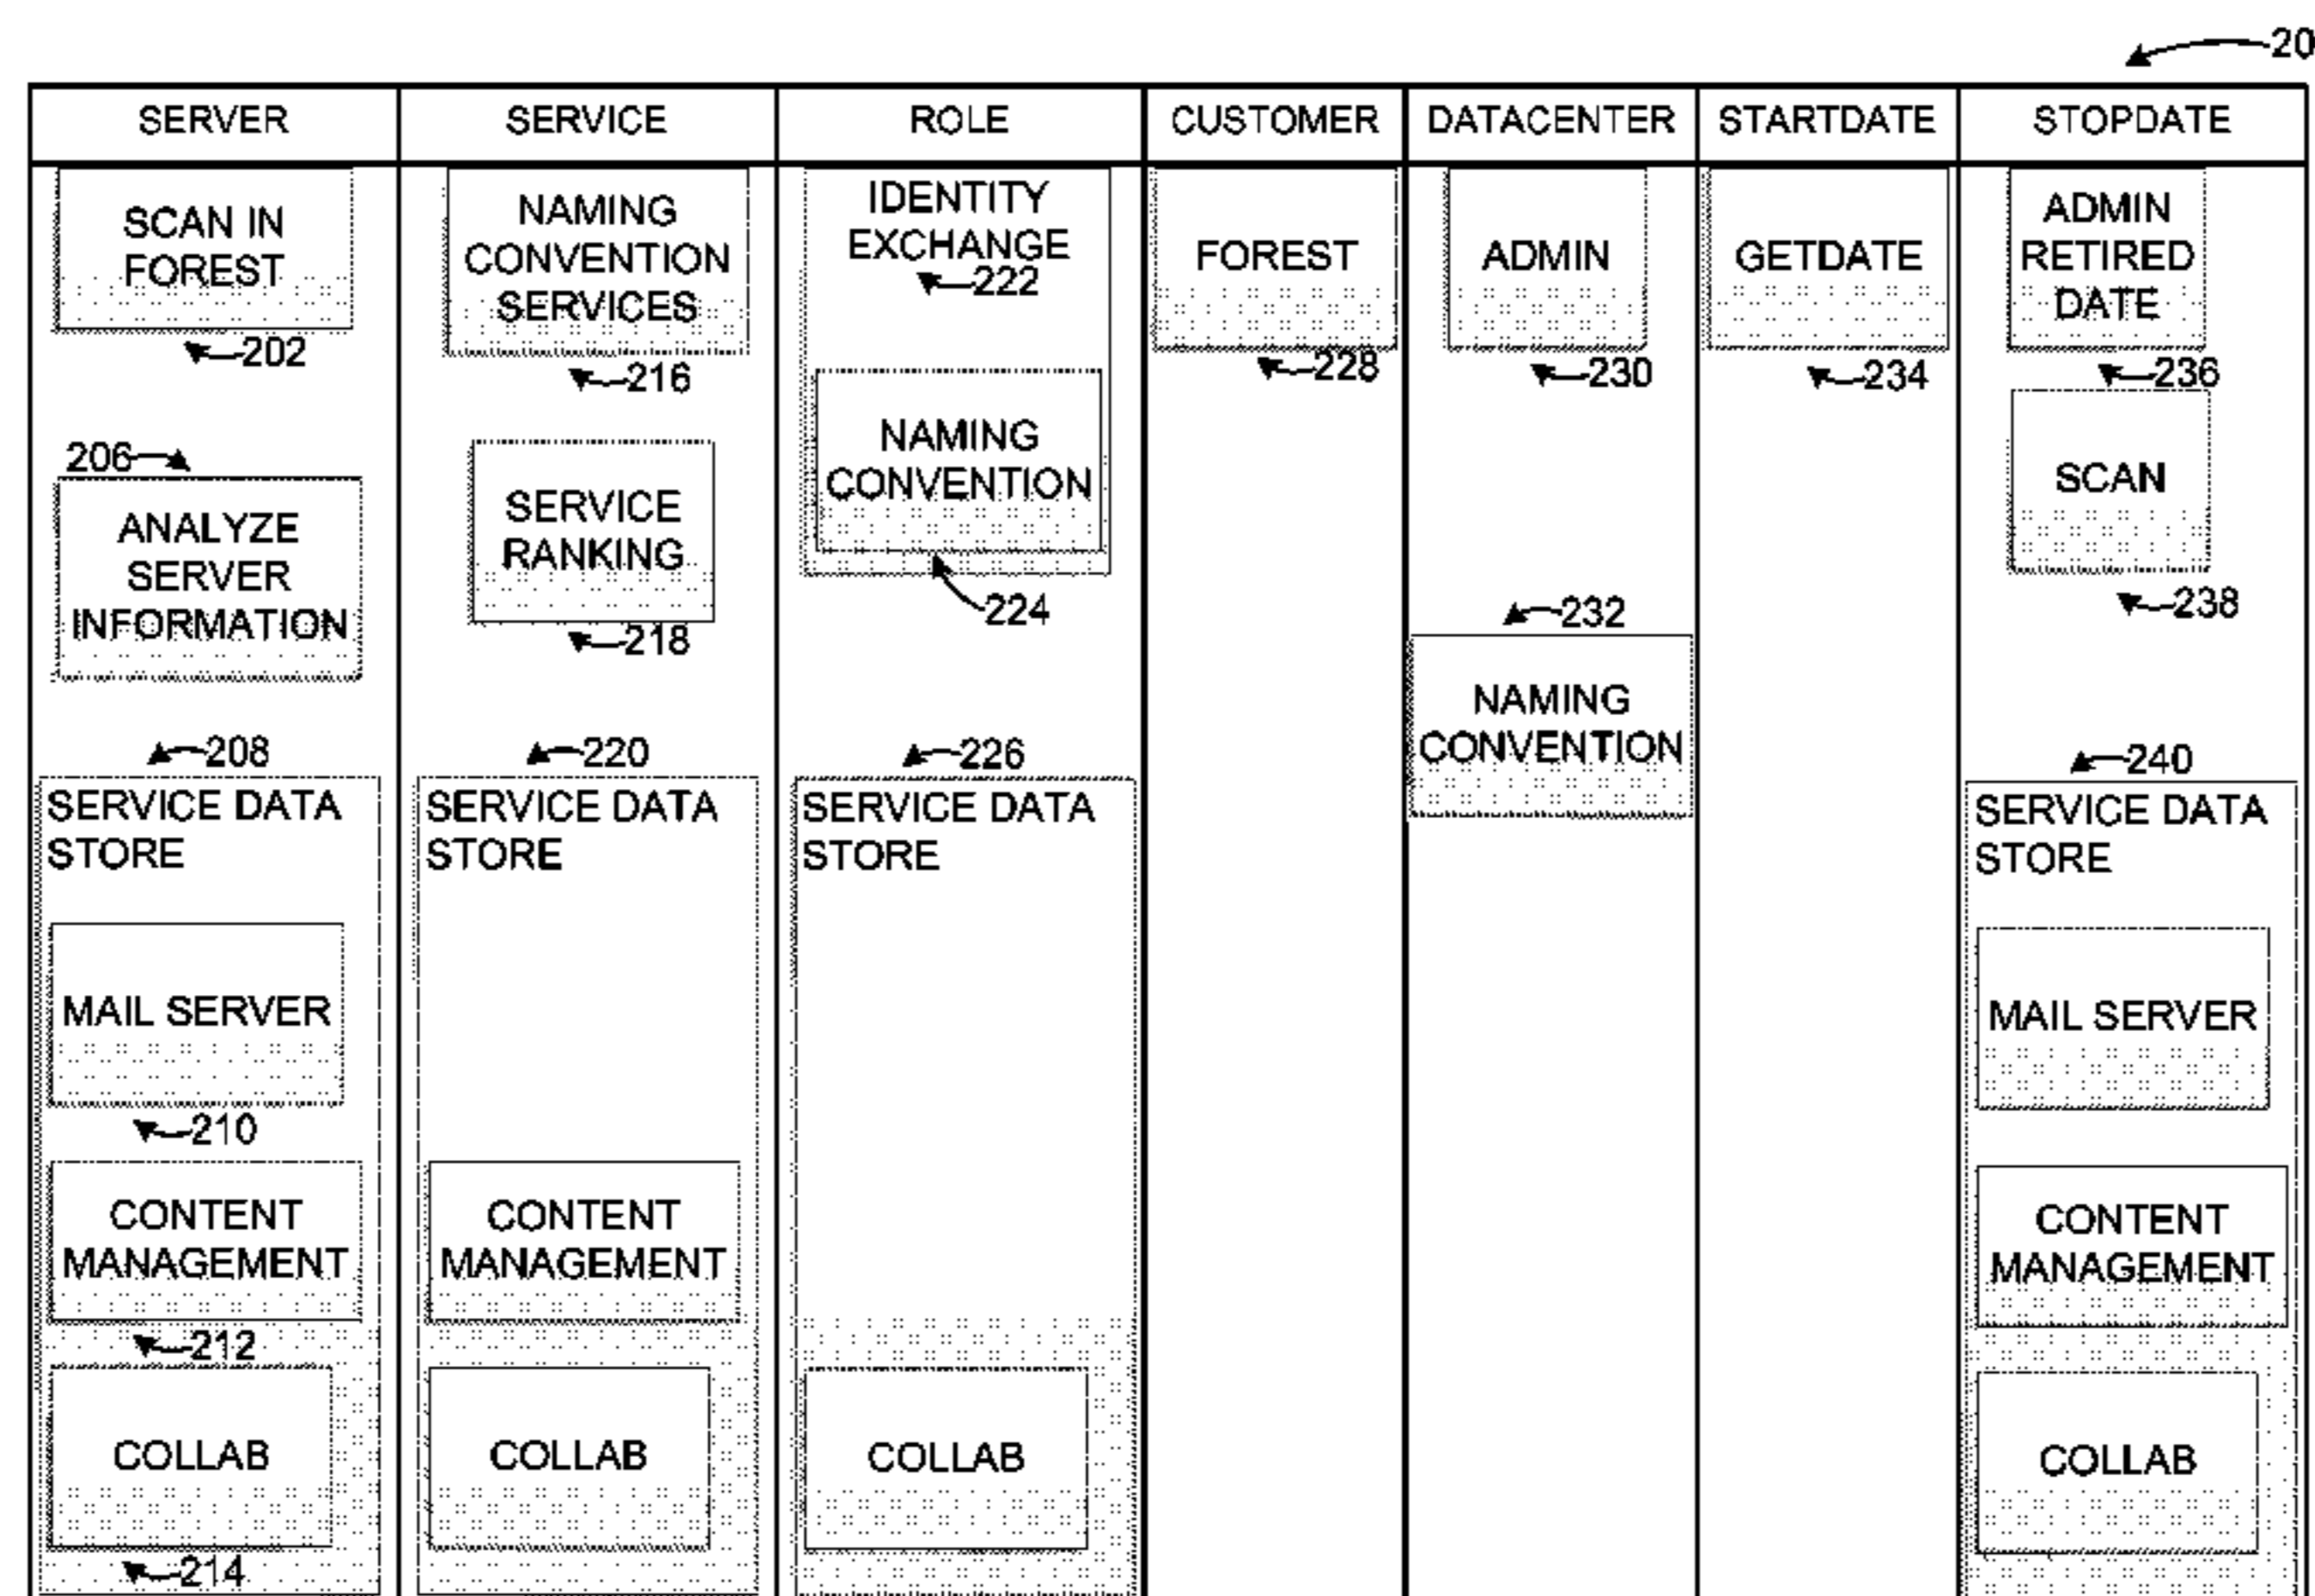 20
SERVER
SERVICE
ROLE
CUSTOMER
DATACENTER
STARTDATE
STOPDATE
SCAN IN
FOREST
202
206
ANALYZE
SERVER
INFORMATION
208
SERVICE DATA
STORE
MAIL SERVER
210
CONTENT
MANAGEMENT
212
COLLAB
214
NAMING
CONVENTION
SERVICES
216
SERVICE
RANKING
218
220
SERVICE DATA
STORE
CONTENT
MANAGEMENT
COLLAB
IDENTITY
EXCHANGE
222
NAMING
CONVENTION
224
226
SERVICE DATA
STORE
COLLAB
FOREST
228
ADMIN
230
232
NAMING
CONVENTION
GETDATE
234
ADMIN
RETIRED
DATE
236
SCAN
238
240
SERVICE DATA
STORE
MAIL SERVER
CONTENT
MANAGEMENT
COLLAB